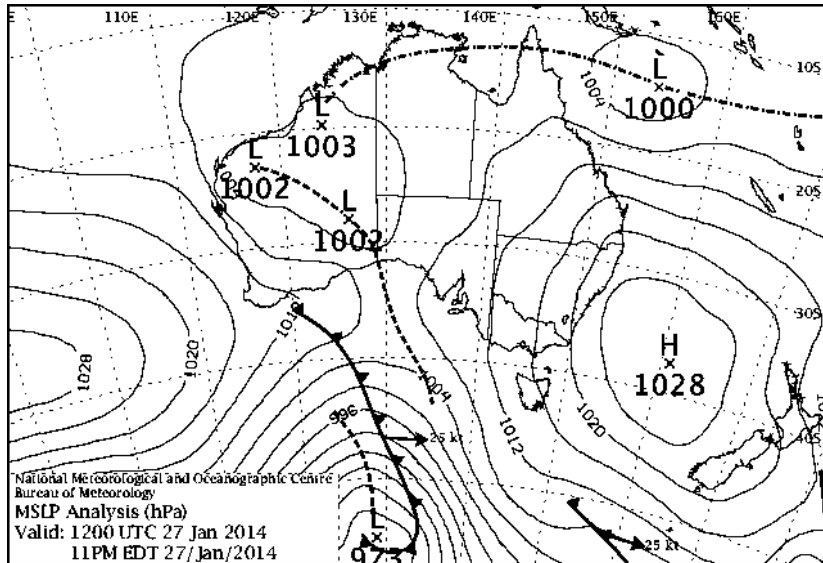 110E 120E 130E 140E 150E 160E
10S
1004
L
1000
L
1003
L
1002
20S
L
1002
30S
1012
H
1028
1028
1020
1004
996
25 kt
1012
1020
40S
National Meteorological and Oceanographic Centre
Bureau of Meteorology
MSLP Analysis (hPa)
Valid: 1200 UTC 27 Jan 2014
11PM EDT 27/Jan/2014
L
973
25 kt